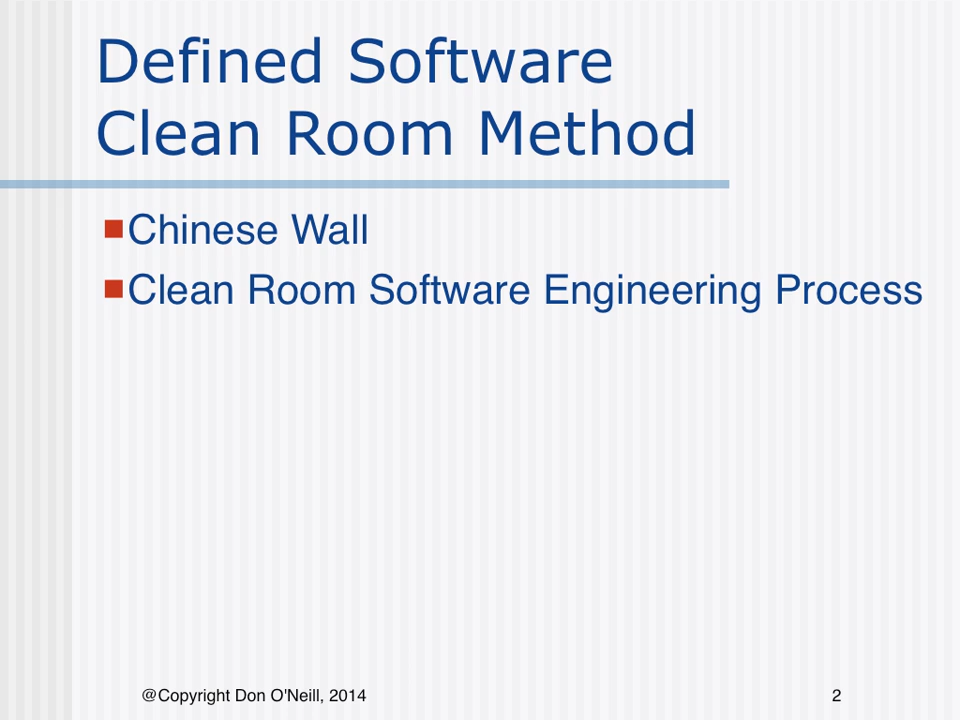 Defined Software
Clean Room Method
Chinese Wall
Clean Room Software Engineering Process
@Copyright Don O'Neill, 2014
2